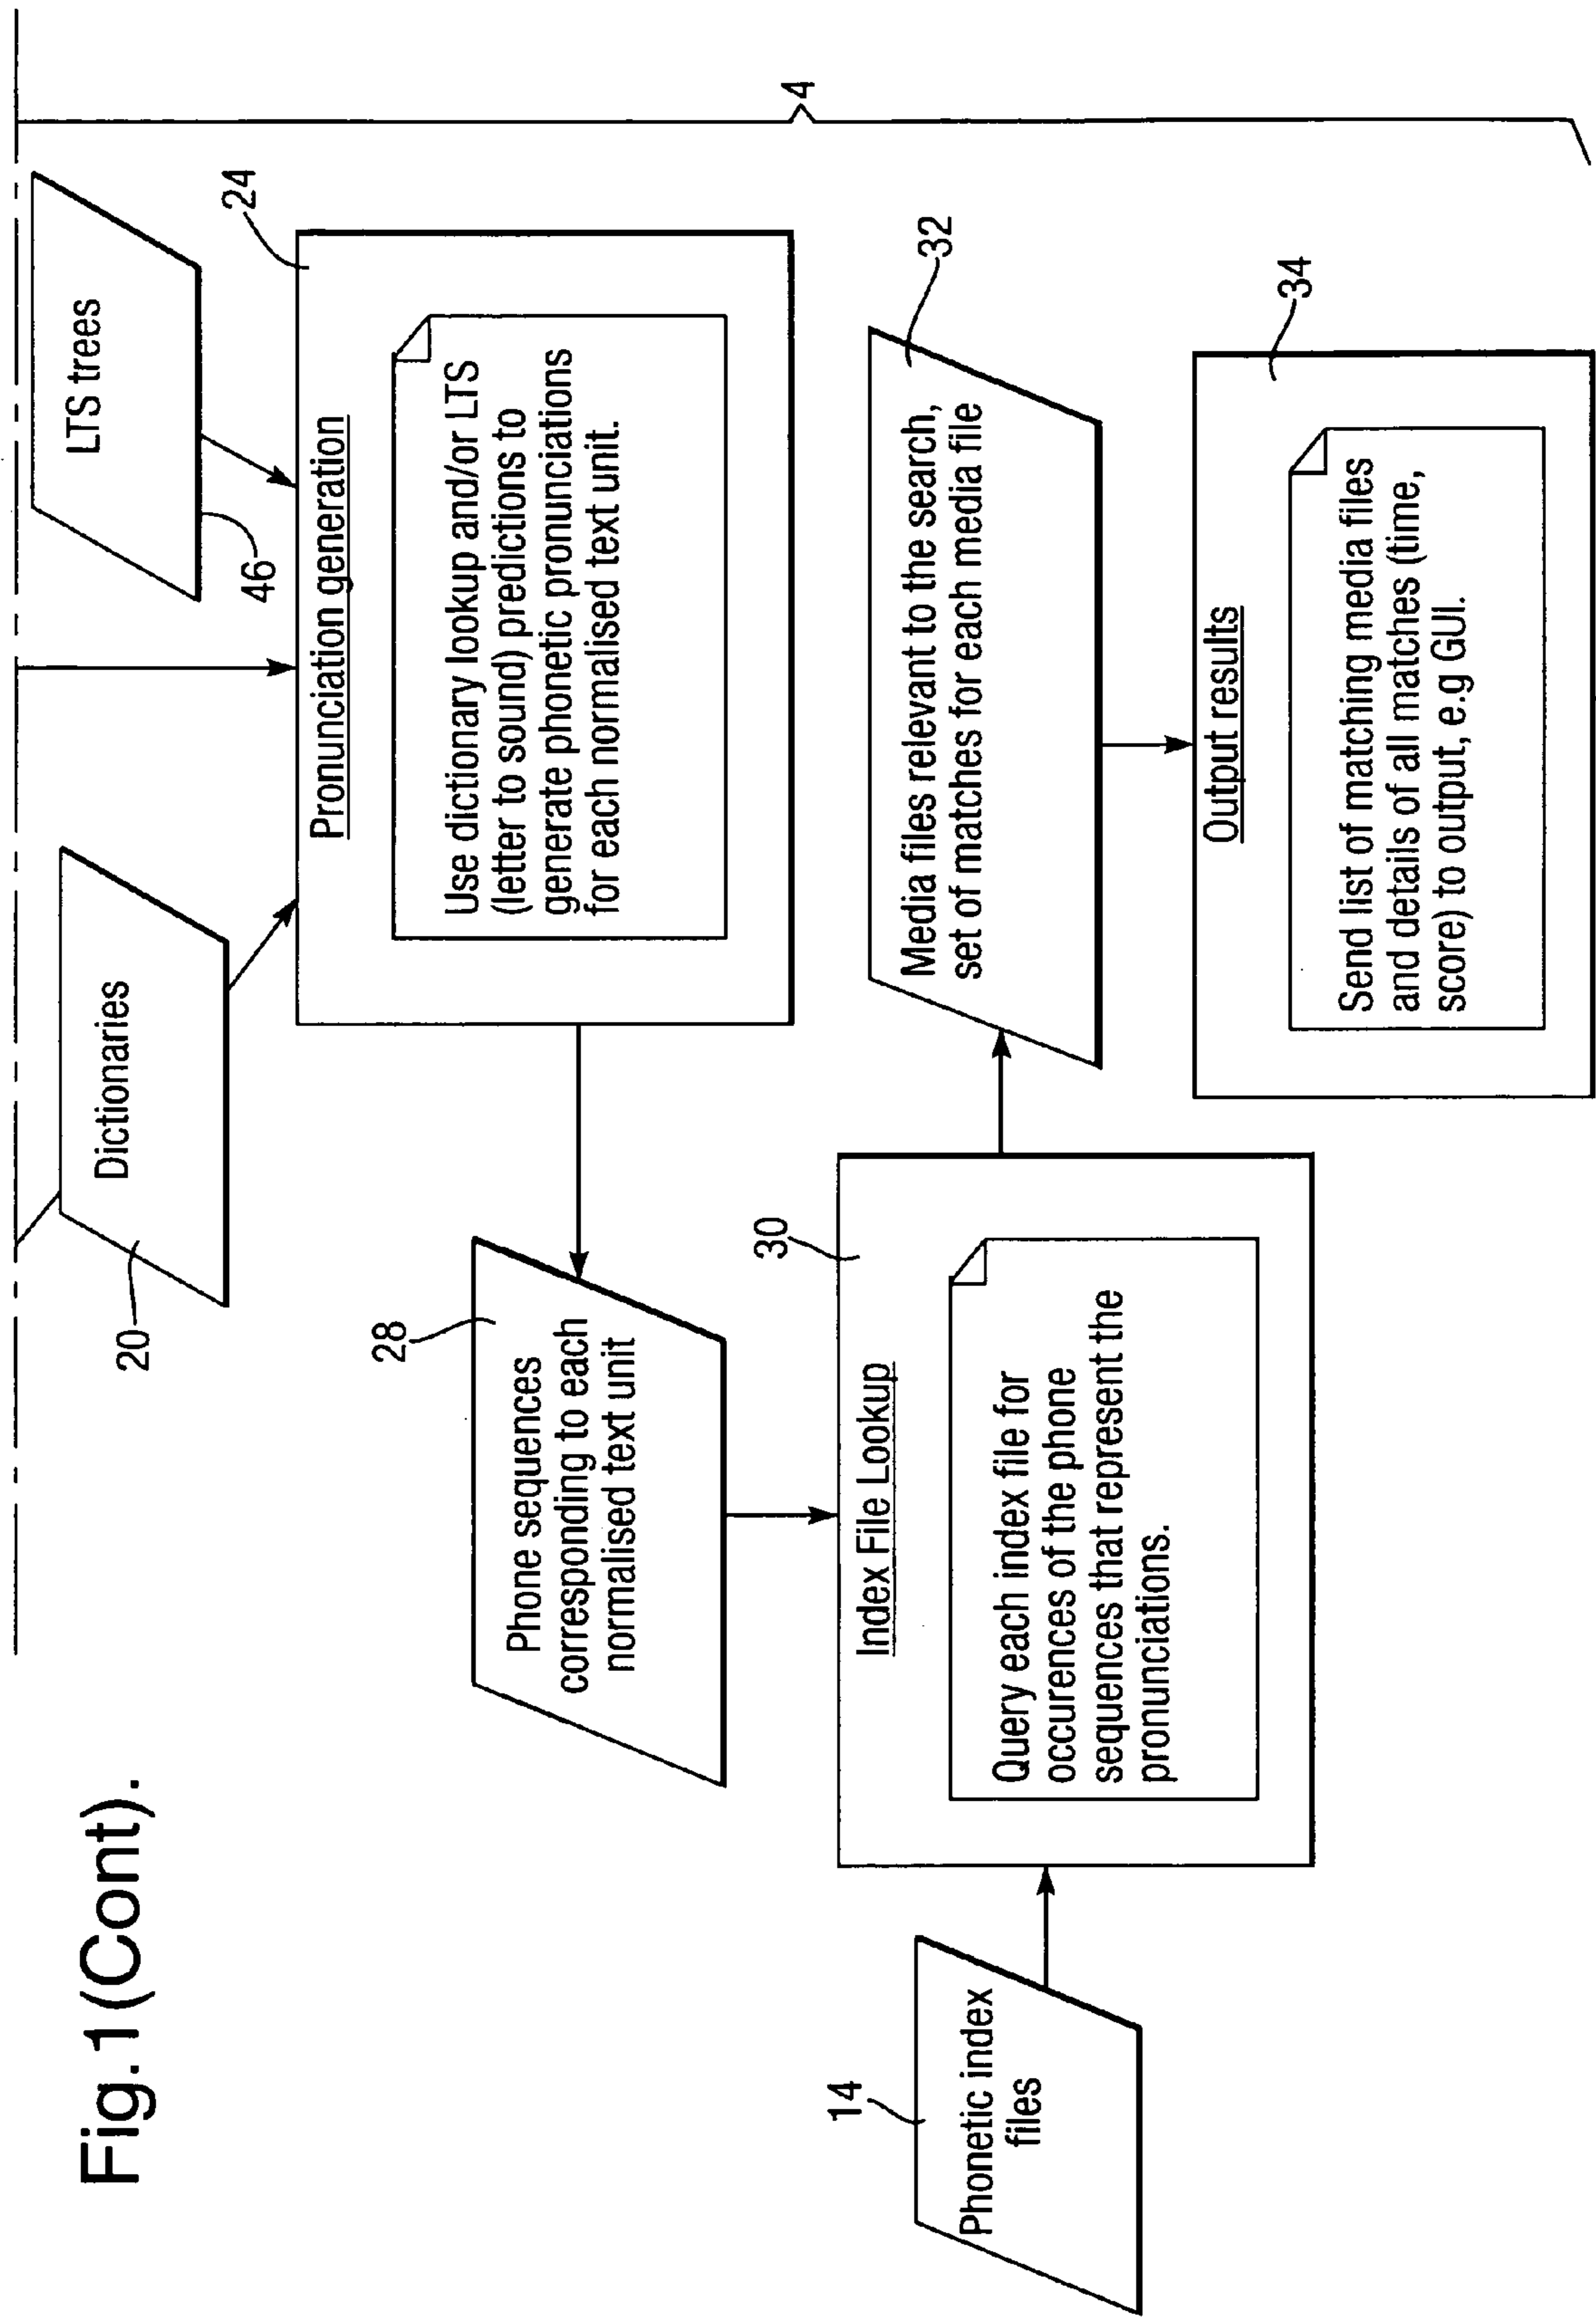 Fig.1(Cont).
20
Dictionaries
LTS trees
46
24
Pronunciation generation
Use dictionary lookup and/or LTS
(letter to sound) predictions to
generate phonetic pronunciations
for each normalised text unit.
28
Phone sequences
corresponding to each
normalised text unit
14
Phonetic index
files
30
Index File Lookup
Query each index file for
occurences of the phone
sequences that represent the
pronunciations.
32
Media files relevant to the search,
set of matches for each media file
34
Output results
Send list of matching media files
and details of all matches (time,
score) to output, e.g GUI.
4